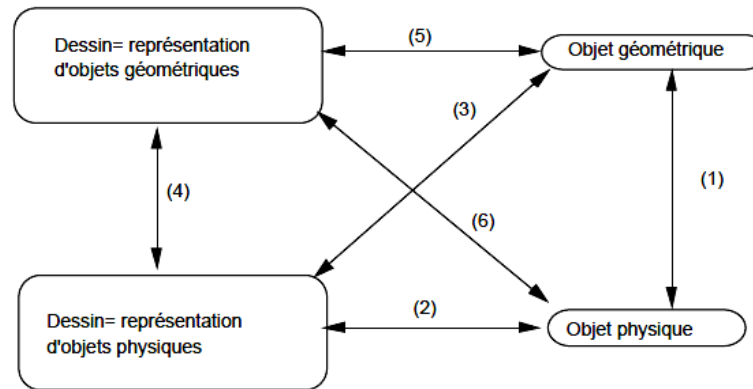 Dessin= représentation
d'objets géométriques
(5)
Objet géométrique
(3)
(4)
(6)
(1)
Dessin= représentation
d'objets physiques
(2)
Objet physique